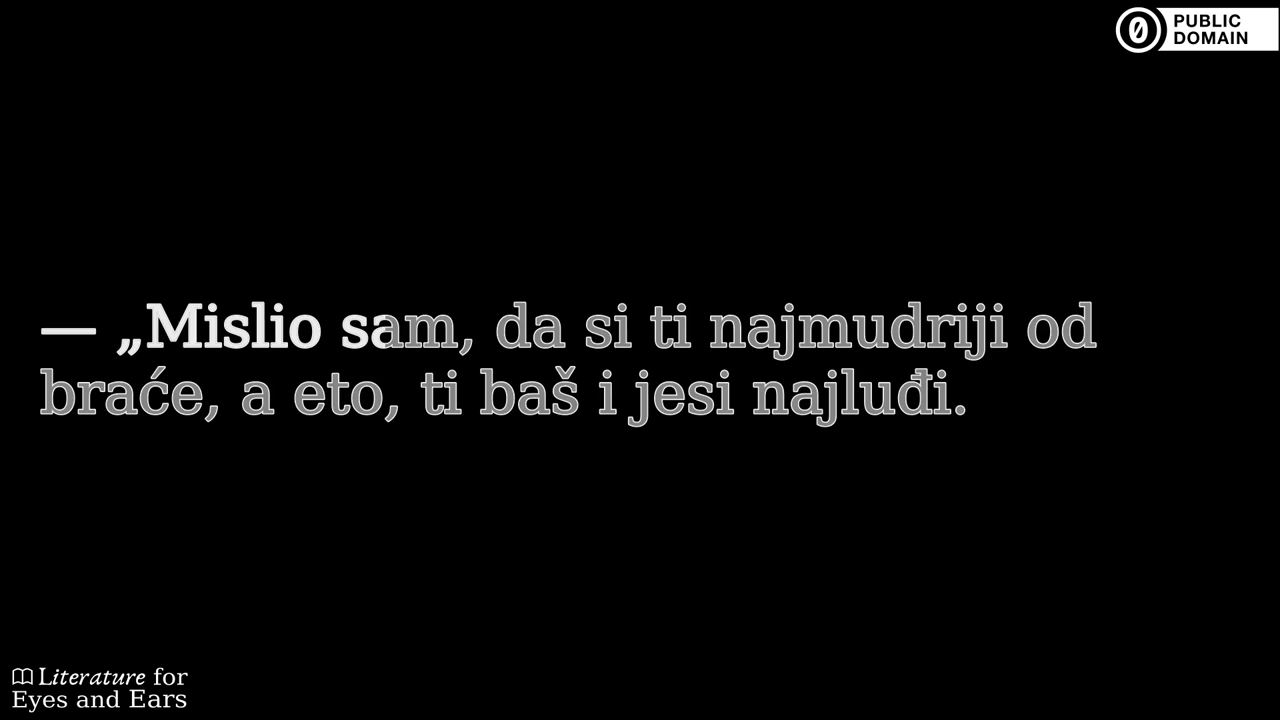 PUBLIC
DOMAIN
— „Mislio sam, da si ti najmudriji od
braće, a eto, ti baš i jesi najluđi.
Literature for
Eyes and Ears